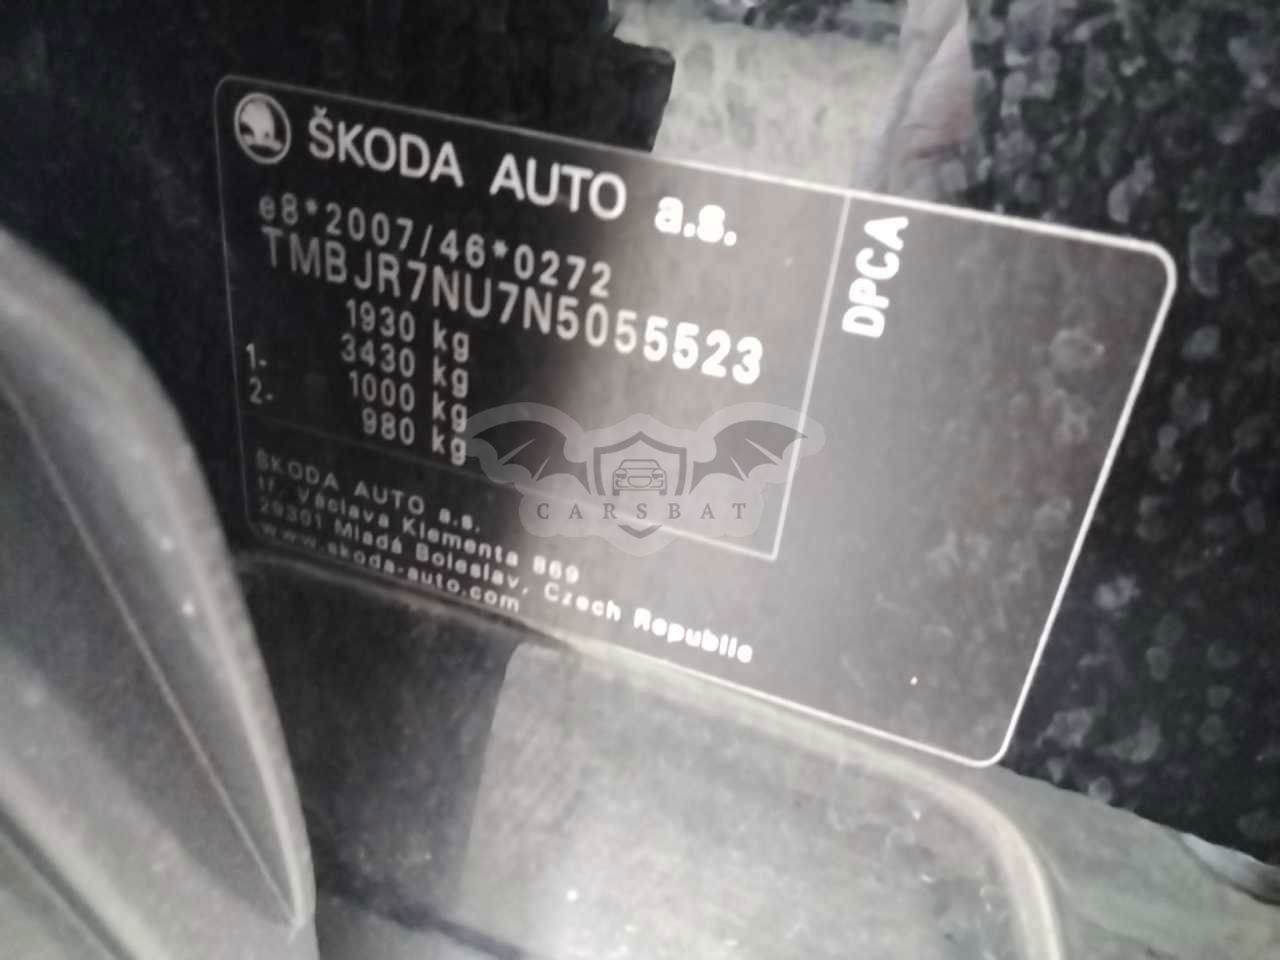 ŠKODA AUTO a.s.
e8*2007/46*0272
TMBJR7NU7N5055523
1930 kg
3430 kg
1- 1000 kg
2- 980 kg
DPCA
ŠKODA AUTO a.s.
tř. Václava Klementa 869
29301 Mladá Boleslav, Czech Republic
www.skoda-auto.com
CARSBAT